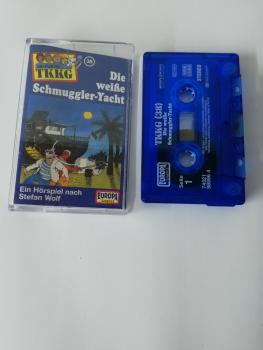 TKKG
38
Die
weiße
Schmuggler-Yacht
Ein Hörspiel nach
Stefan Wolf
EUROPA
TKKG (38)
Die weiße
Schmuggler-Yacht
STEREO
EUROPA
Seite
1